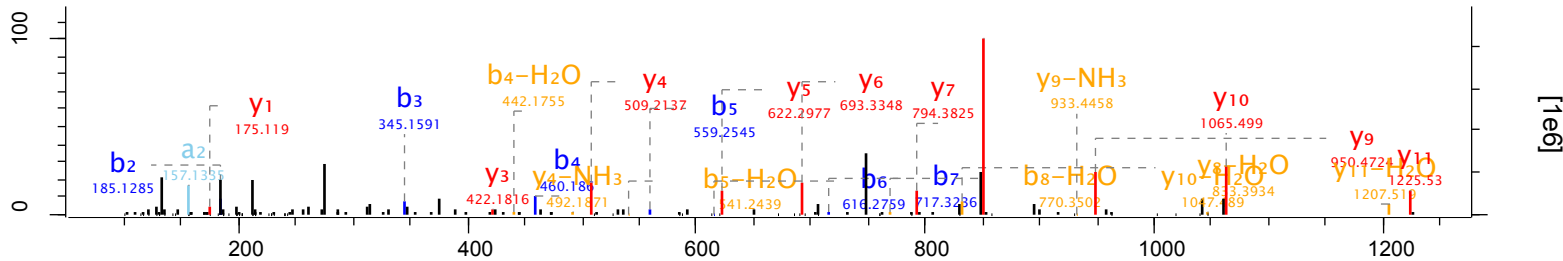 100
0
[1e6]
b2
185.1285
a2
157.1335
y1
175.119
b3
345.1591
y3
422.1816
b4-H2O
442.1755
b4
460.186
y4-NH3
492.1871
y4
509.2137
b5-H2O
541.2439
b5
559.2545
y5
622.2977
b6
616.2759
y6
693.3348
b7
717.3236
y7
794.3825
b8-H2O
770.3502
y9-NH3
933.4458
y10-H2O
1047.489
y8-H2O
833.3934
y10
1065.499
y9
950.4724
y11-H2O
1207.519
y11
1225.53
200
400
600
800
1000
1200